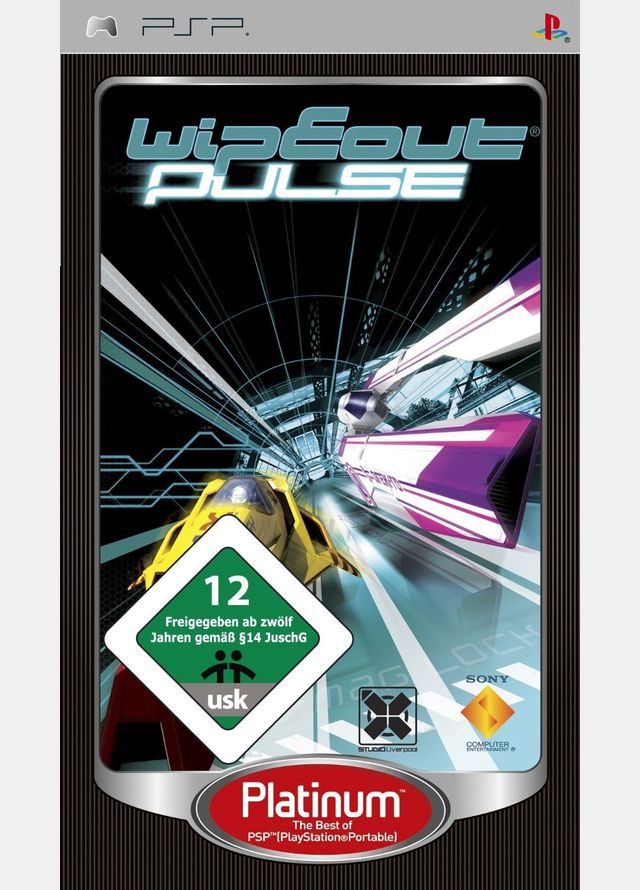 PSP
wipEout®
PULSE
MAGLOCK
12
Freigegeben ab zwölf
Jahren gemäß §14 JuschG
usk
STUDIO Liverpool
SONY
COMPUTER
ENTERTAINMENT ®
Platinum™
The Best of
PSP™(PlayStation®Portable)